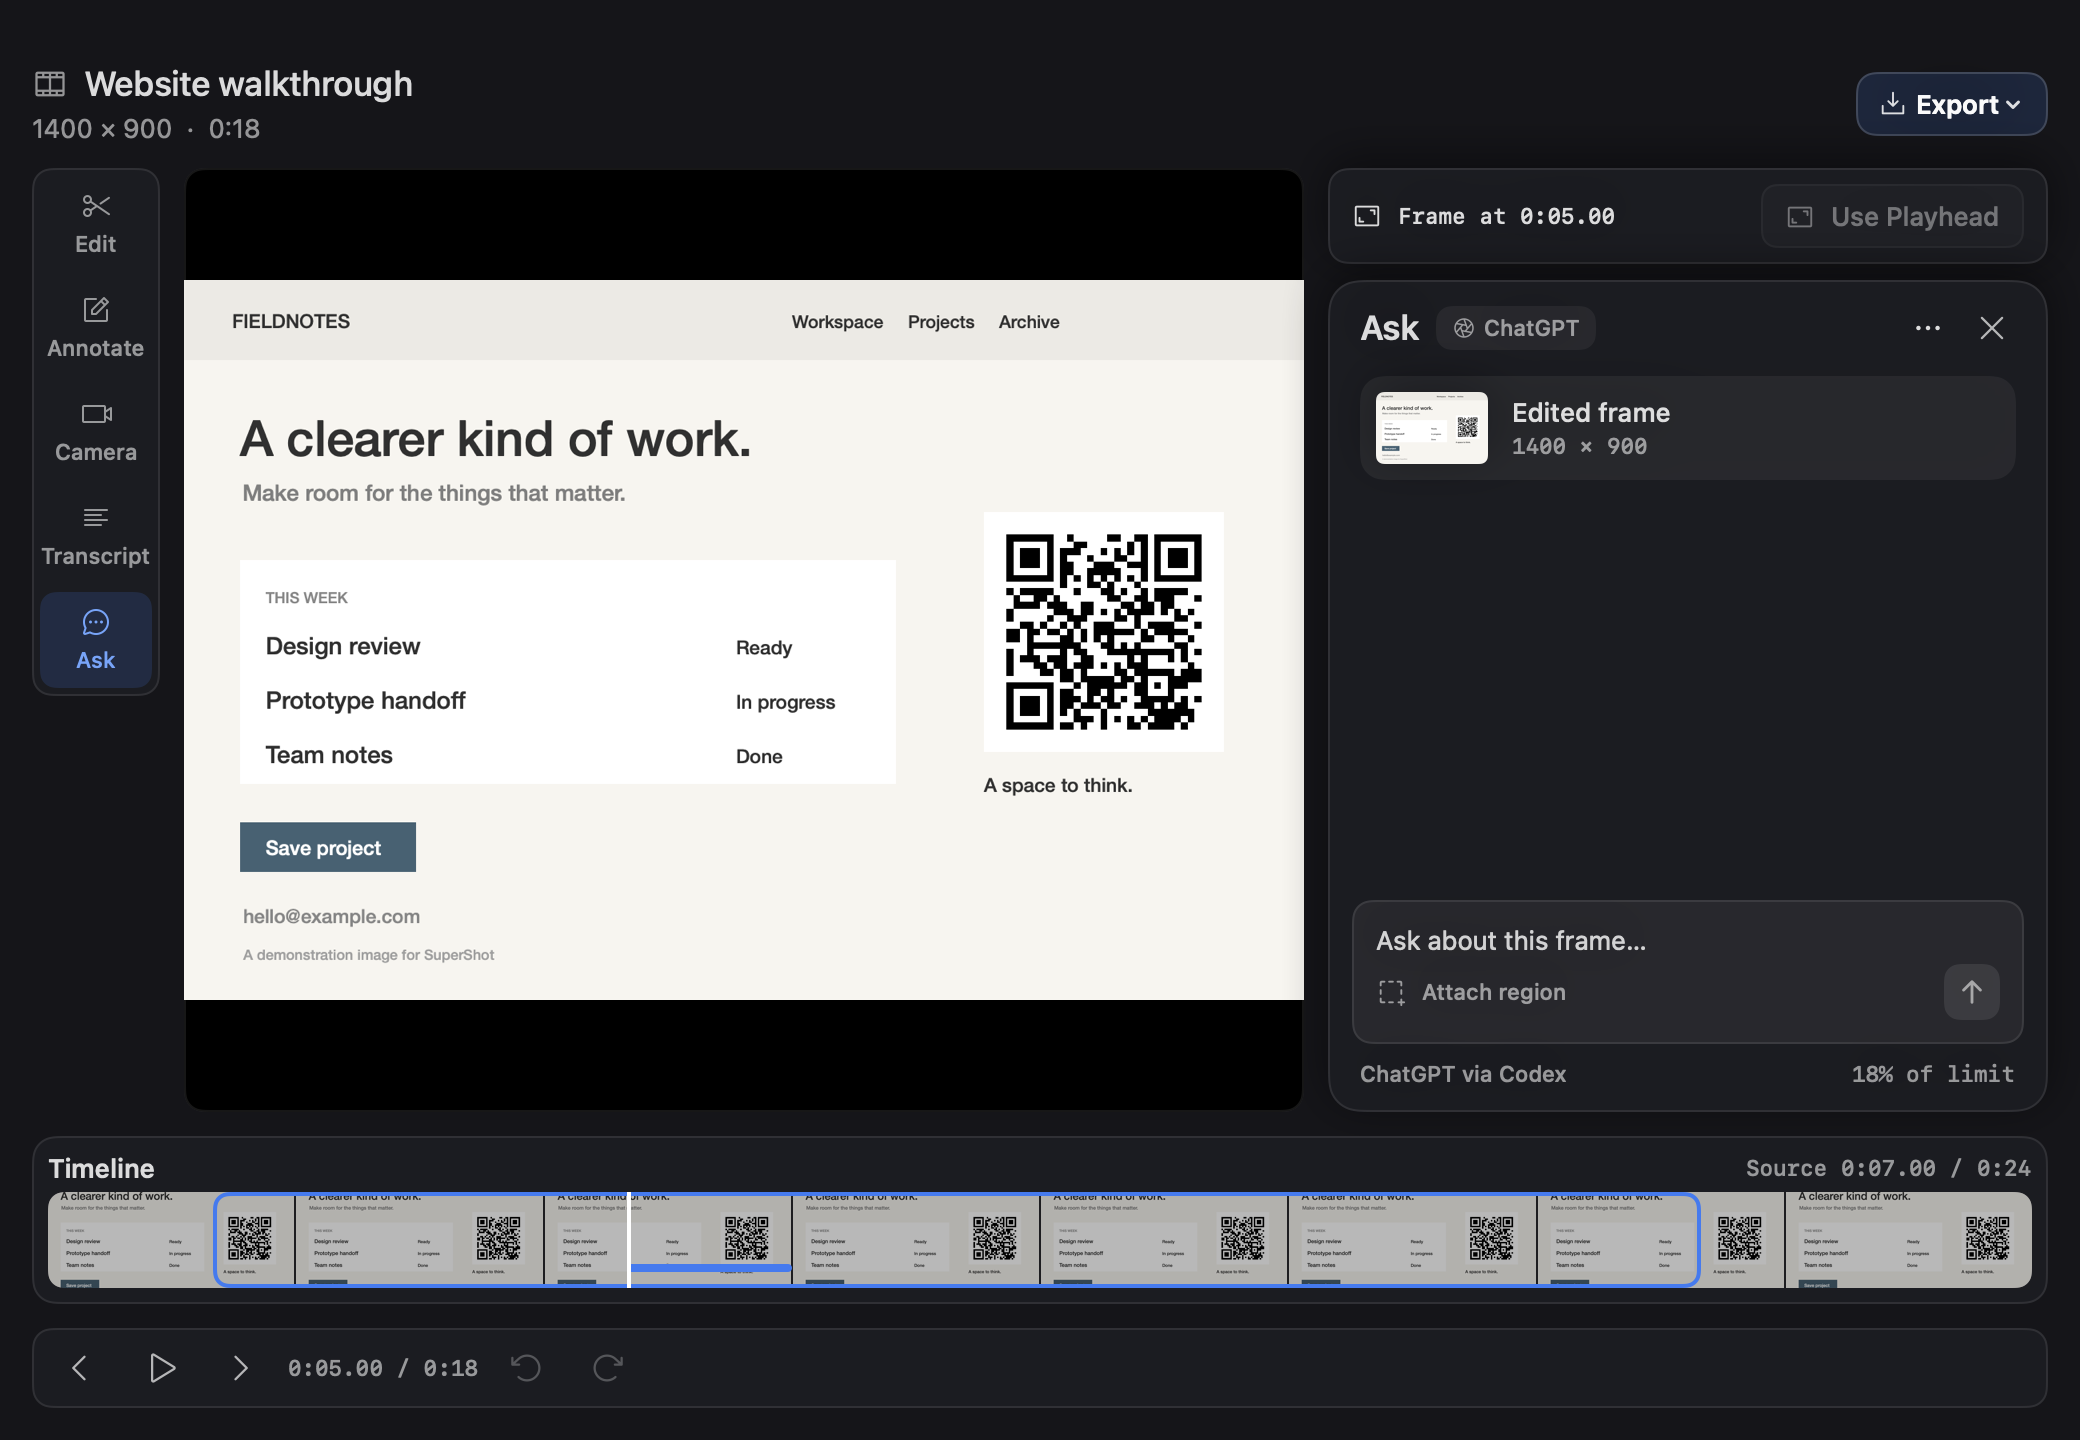 Website walkthrough
1400 × 900 · 0:18
Export
Edit
Annotate
Camera
Transcript
Ask
FIELDNOTES
Workspace Projects Archive
A clearer kind of work.
Make room for the things that matter.
THIS WEEK
Design review Ready
Prototype handoff In progress
Team notes Done
A space to think.
Save project
hello@example.com
A demonstration image for SuperShot
Frame at 0:05.00
Use Playhead
Ask ChatGPT
Edited frame
1400 × 900
Ask about this frame...
Attach region
ChatGPT via Codex 18% of limit
Timeline
Source 0:07.00 / 0:24
0:05.00 / 0:18